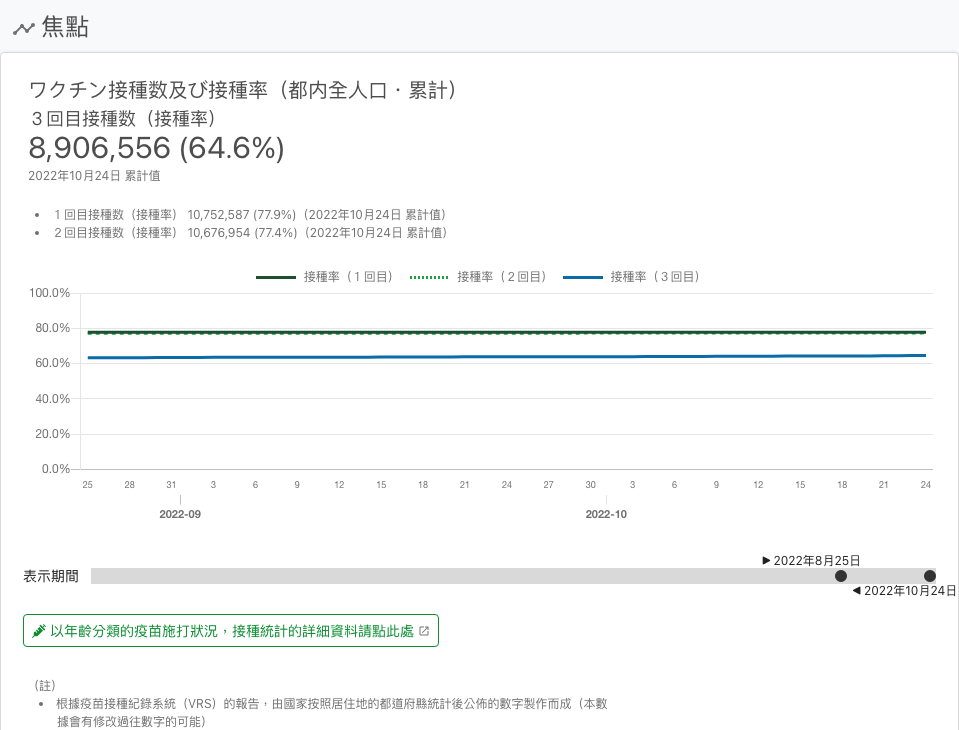 焦點
ワクチン接種数及び接種率（都内全人口・累計）
３回目接種数（接種率）
8,906,556 (64.6%)
2022年10月24日 累計値
• １回目接種数（接種率） 10,752,587 (77.9%)（2022年10月24日 累計值）
• ２回目接種数（接種率） 10,676,954 (77.4%)（2022年10月24日 累計值）
接種率（１回目） 接種率（２回目） 接種率（３回目）
100.0%
80.0%
60.0%
40.0%
20.0%
0.0%
25 28 31 3 6 9 12 15 18 21 24 27 30 3 6 9 12 15 18 21 24
2022-09 2022-10
▶ 2022年8月25日
表示期間
◀ 2022年10月24日
以年齡分類的疫苗施打狀況，接種統計的詳細資料請點此處
（註）
• 根據疫苗接種紀錄系統（VRS）的報告，由國家按照居住地的都道府縣統計後公佈的數字製作而成（本數
據會有修改過往數字的可能）